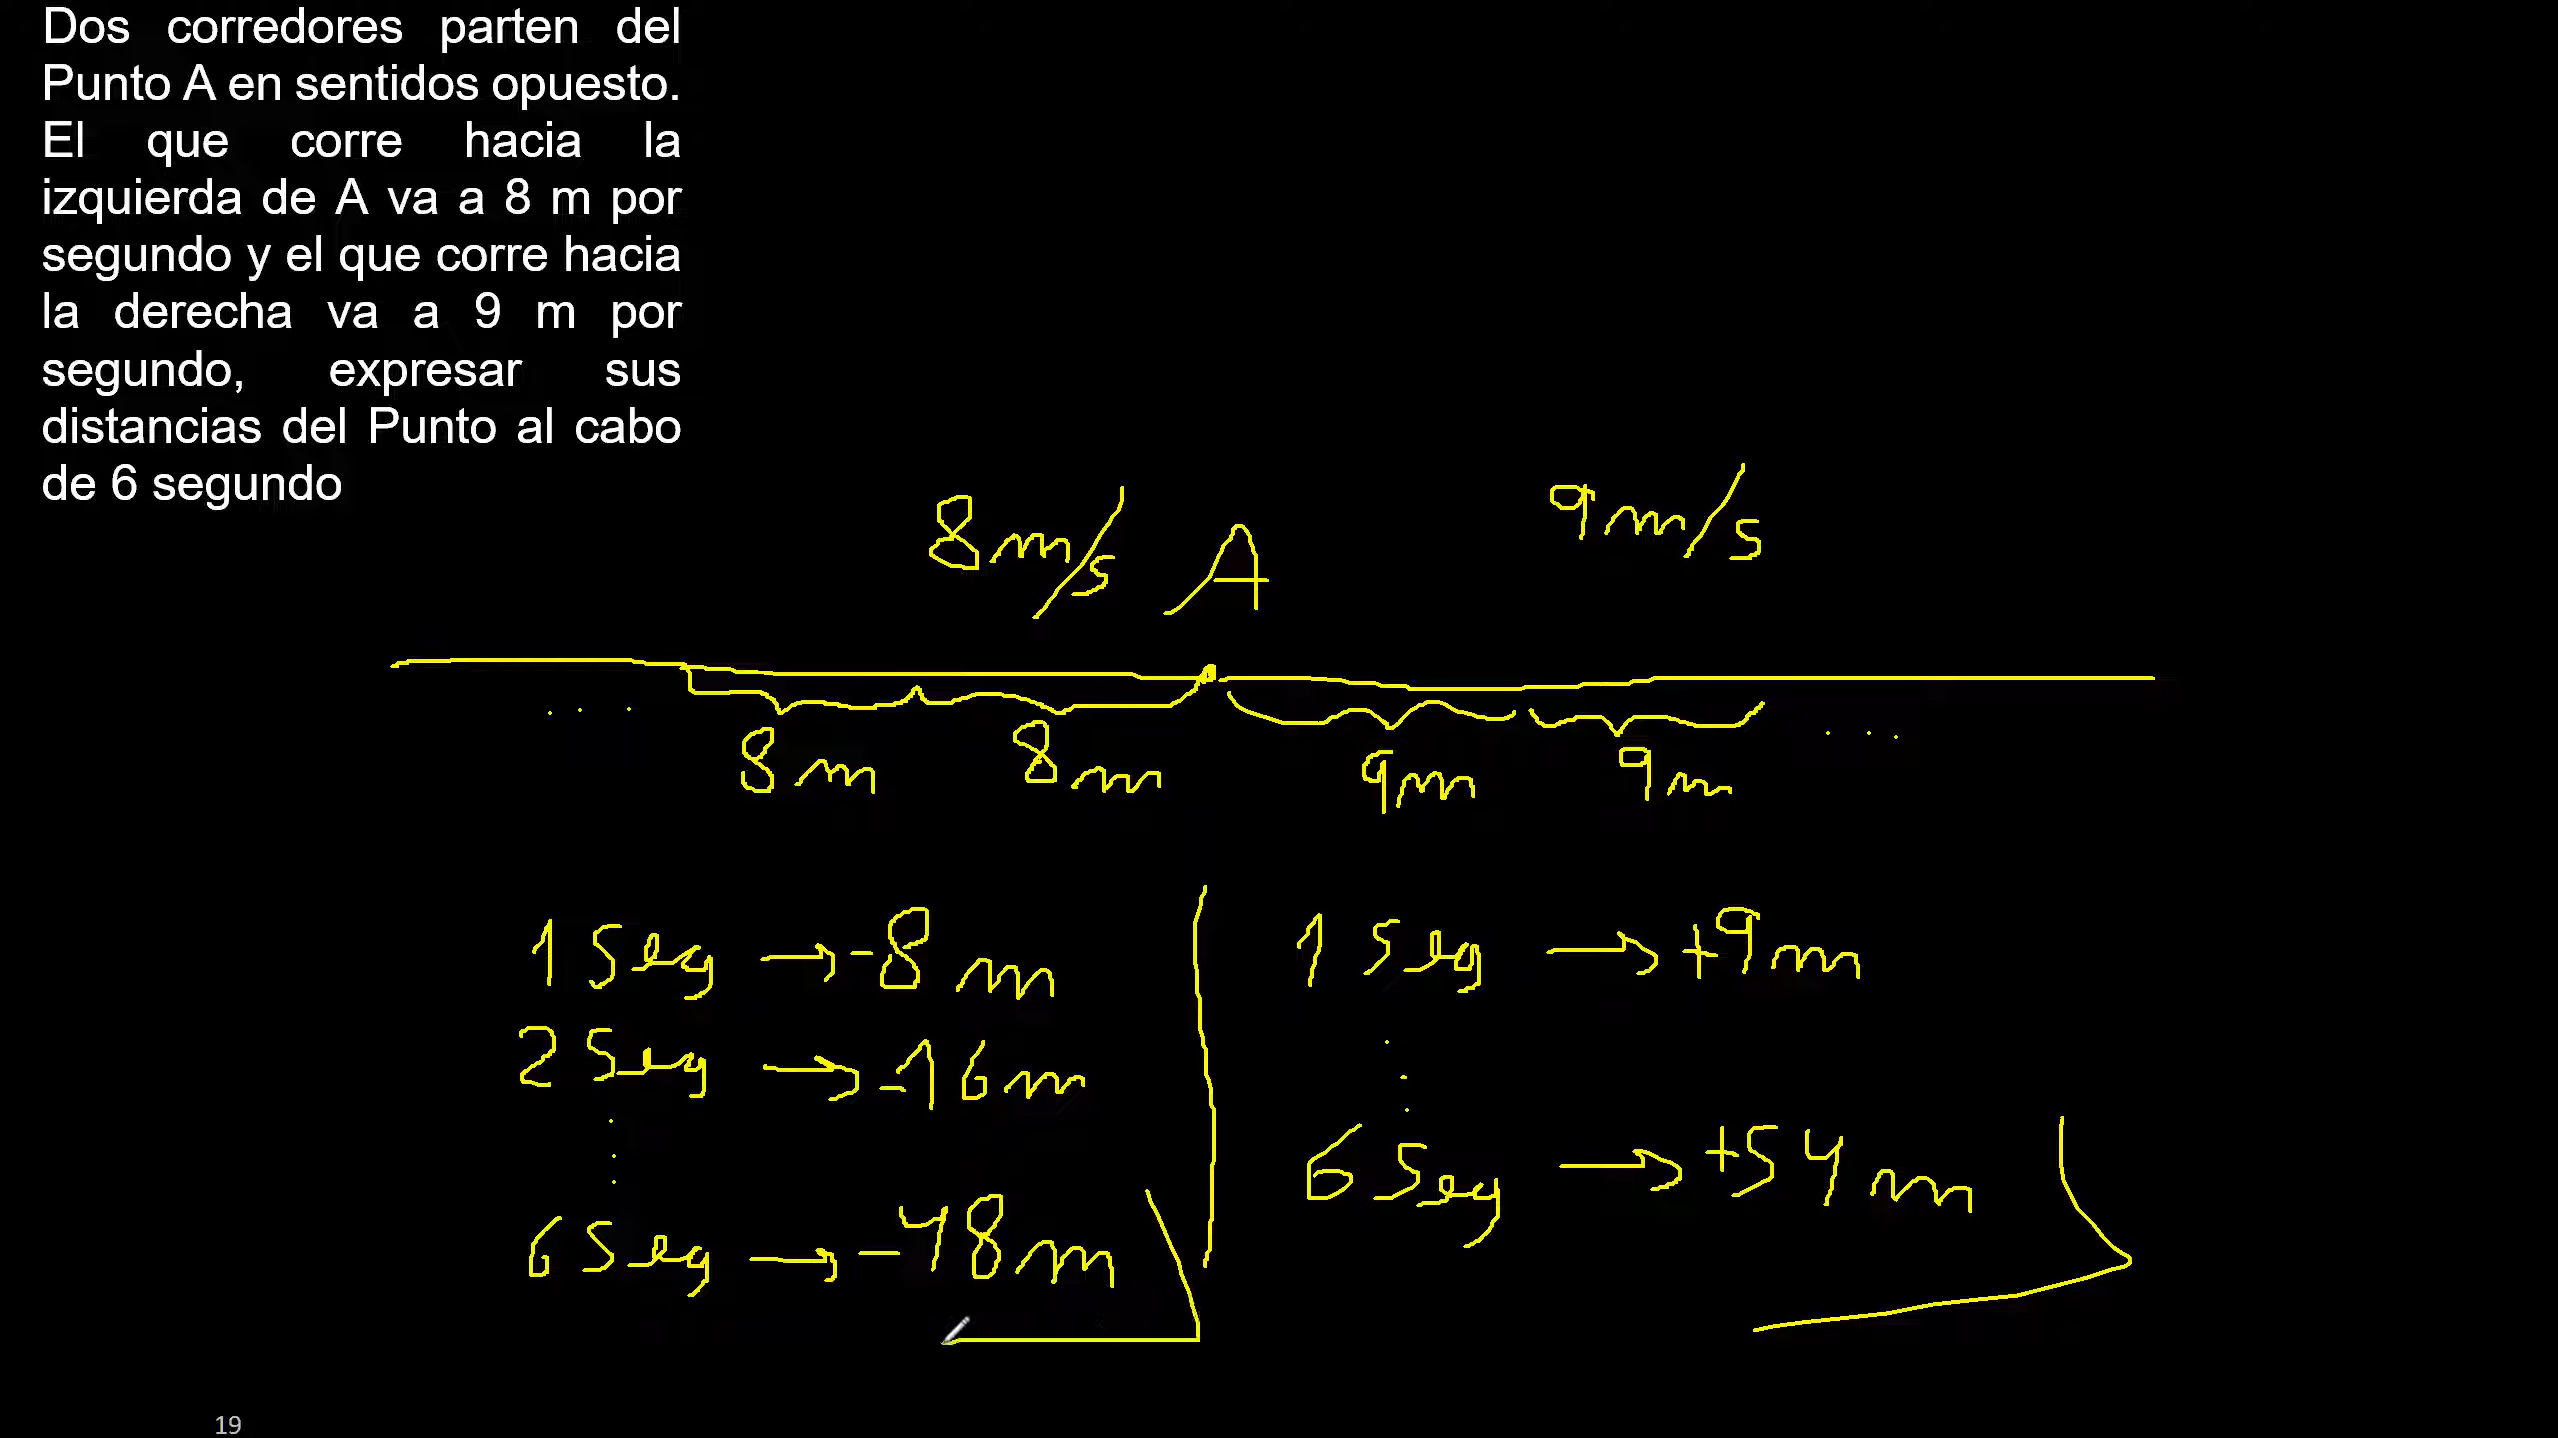 Dos corredores parten del
Punto A en sentidos opuesto.
El que corre hacia la
izquierda de A va a 8 m por
segundo y el que corre hacia
la derecha va a 9 m por
segundo, expresar sus
distancias del Punto al cabo
de 6 segundo
8m/s A 9m/s
. . . 8m 8m 9m 9m . . .
1 Seg → -8m
2 Seg → -16m
6 Seg → -48m
1 Seg → +9m
6 Seg → +54m
19